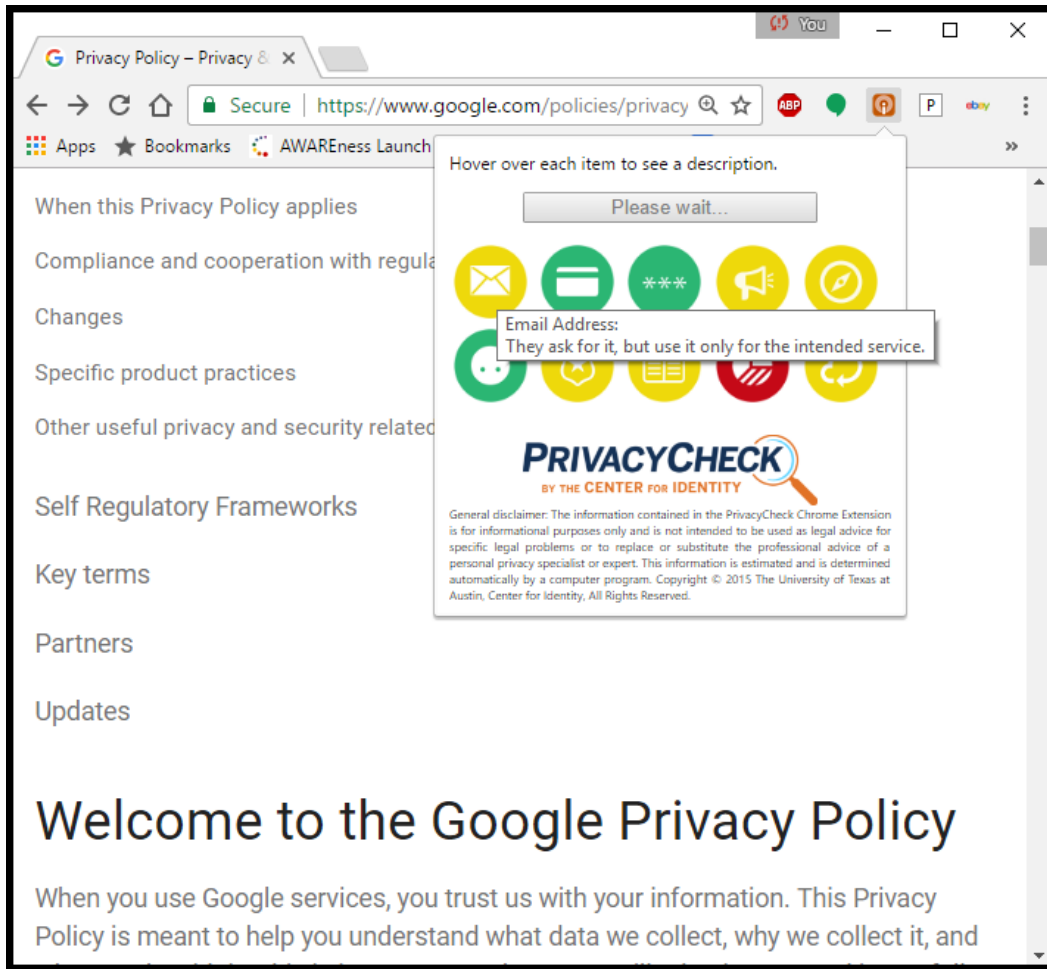 You
Privacy Policy – Privacy &
Secure | https://www.google.com/policies/privacy
ABP
P
ebay
Apps Bookmarks AWAREness Launch
Hover over each item to see a description.
Please wait...
***
Email Address:
They ask for it, but use it only for the intended service.
PRIVACYCHECK
BY THE CENTER FOR IDENTITY
General disclaimer: The information contained in the PrivacyCheck Chrome Extension
is for informational purposes only and is not intended to be used as legal advice for
specific legal problems or to replace or substitute the professional advice of a
personal privacy specialist or expert. This information is estimated and is determined
automatically by a computer program. Copyright © 2015 The University of Texas at
Austin, Center for Identity, All Rights Reserved.
When this Privacy Policy applies
Compliance and cooperation with regula
Changes
Specific product practices
Other useful privacy and security related
Self Regulatory Frameworks
Key terms
Partners
Updates
Welcome to the Google Privacy Policy
When you use Google services, you trust us with your information. This Privacy
Policy is meant to help you understand what data we collect, why we collect it, and